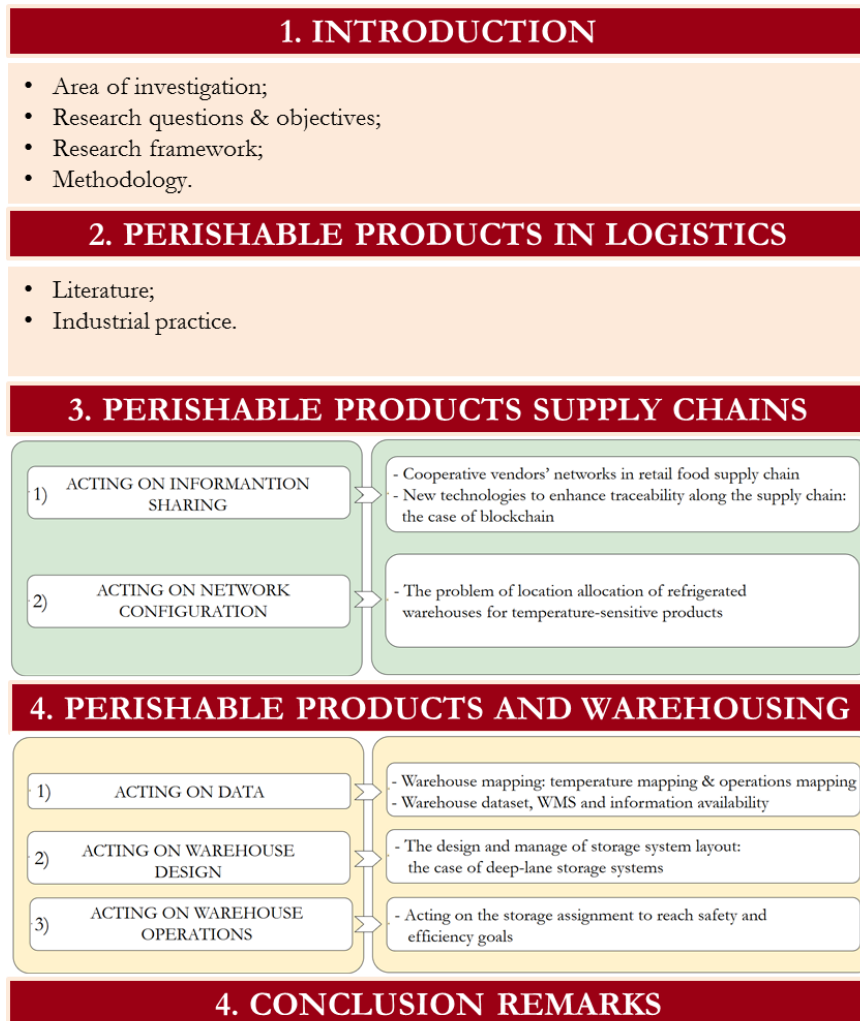 1. INTRODUCTION
• Area of investigation;
• Research questions & objectives;
• Research framework;
• Methodology.
2. PERISHABLE PRODUCTS IN LOGISTICS
• Literature;
• Industrial practice.
3. PERISHABLE PRODUCTS SUPPLY CHAINS
1) ACTING ON INFORMANTION
SHARING
- Cooperative vendors’ networks in retail food supply chain
- New technologies to enhance traceability along the supply chain:
the case of blockchain
2) ACTING ON NETWORK
CONFIGURATION
- The problem of location allocation of refrigerated
warehouses for temperature-sensitive products
4. PERISHABLE PRODUCTS AND WAREHOUSING
1) ACTING ON DATA
- Warehouse mapping: temperature mapping & operations mapping
- Warehouse dataset, WMS and information availability
2) ACTING ON WAREHOUSE
DESIGN
- The design and manage of storage system layout:
the case of deep-lane storage systems
3) ACTING ON WAREHOUSE
OPERATIONS
- Acting on the storage assignment to reach safety and
efficiency goals
4. CONCLUSION REMARKS